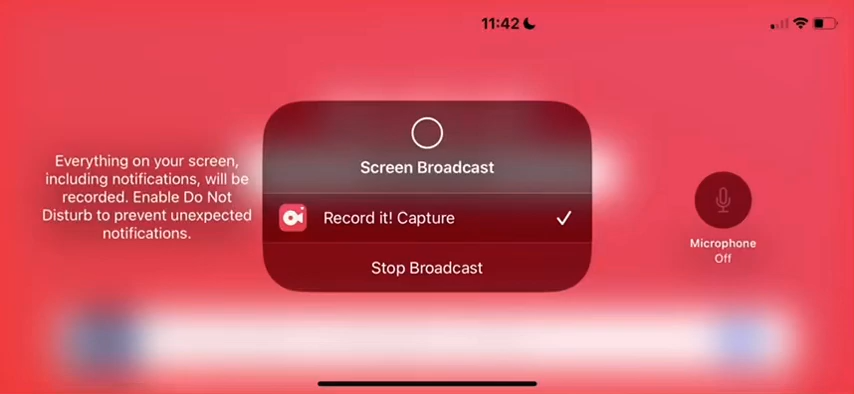 11:42
Everything on your screen,
including notifications, will be
recorded. Enable Do Not
Disturb to prevent unexpected
notifications.
Screen Broadcast
Record it! Capture
Stop Broadcast
Microphone
Off